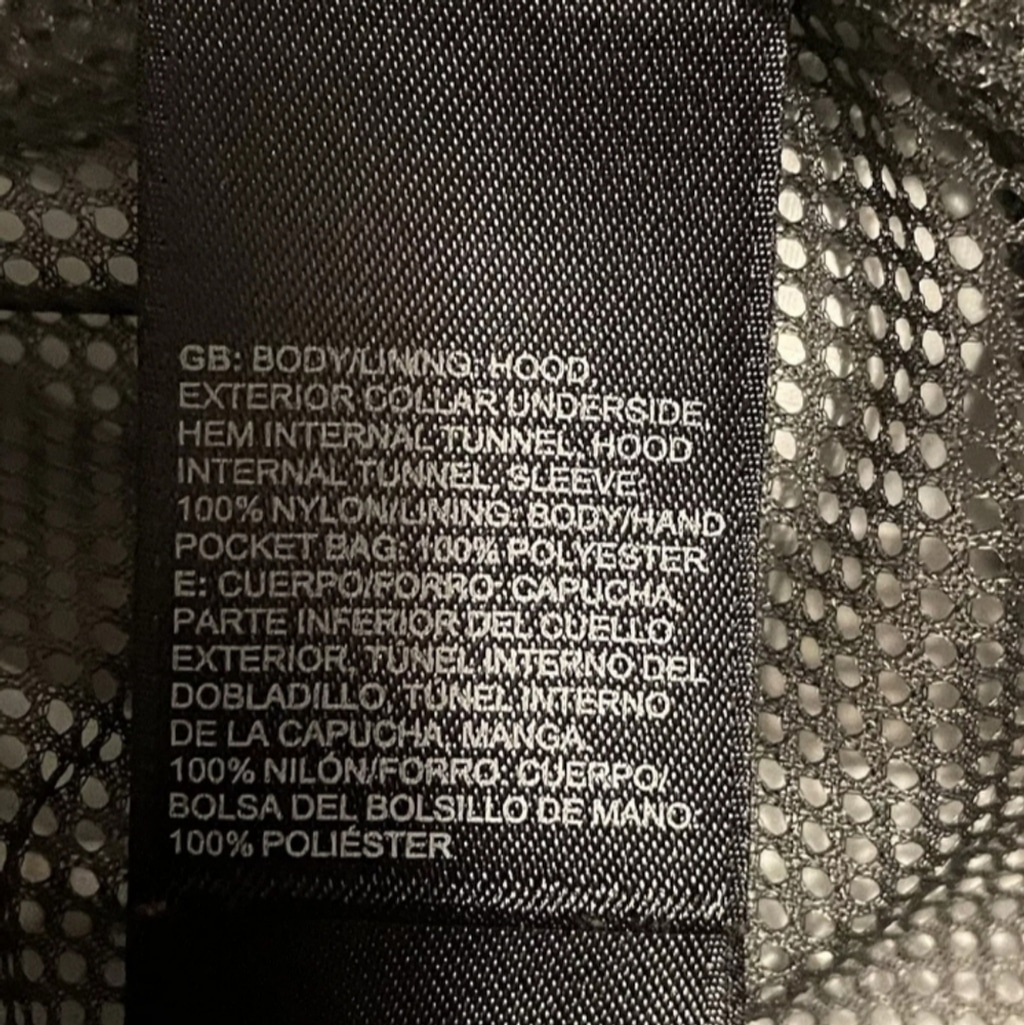 GB: BODY/LINING: HOOD,
EXTERIOR COLLAR UNDERSIDE,
HEM INTERNAL TUNNEL, HOOD
INTERNAL TUNNEL, SLEEVE:
100% NYLON/LINING: BODY/HAND
POCKET BAG: 100% POLYESTER
E: CUERPO/FORRO: CAPUCHA,
PARTE INFERIOR DEL CUELLO
EXTERIOR, TÚNEL INTERNO DEL
DOBLADILLO, TÚNEL INTERNO
DE LA CAPUCHA, MANGA:
100% NILÓN/FORRO: CUERPO/
BOLSA DEL BOLSILLO DE MANO:
100% POLIÉSTER